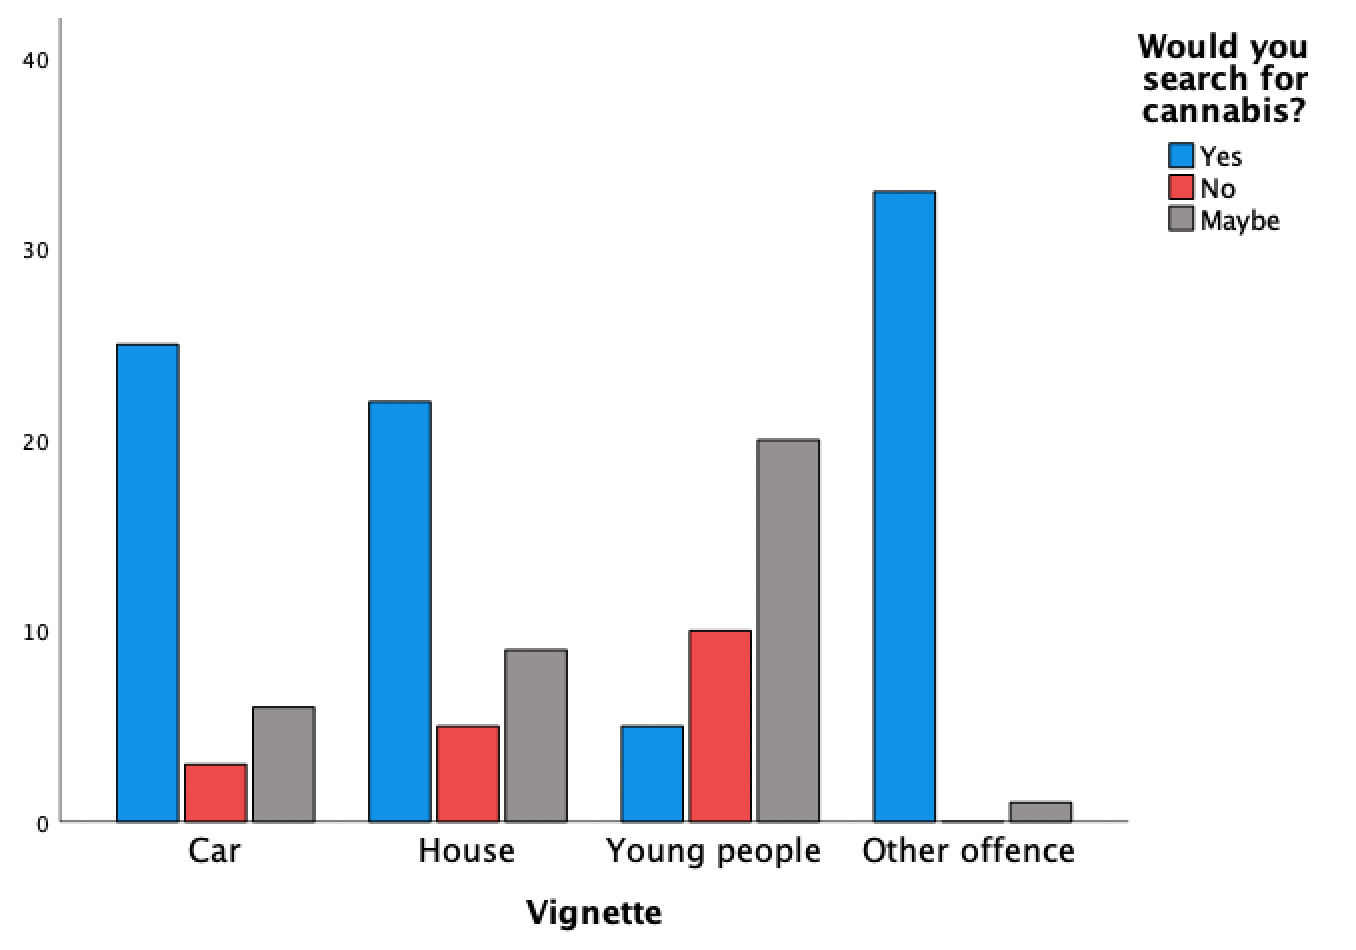 40
30
20
10
0
Car House Young people Other offence
Vignette
Would you
search for
cannabis?
Yes
No
Maybe